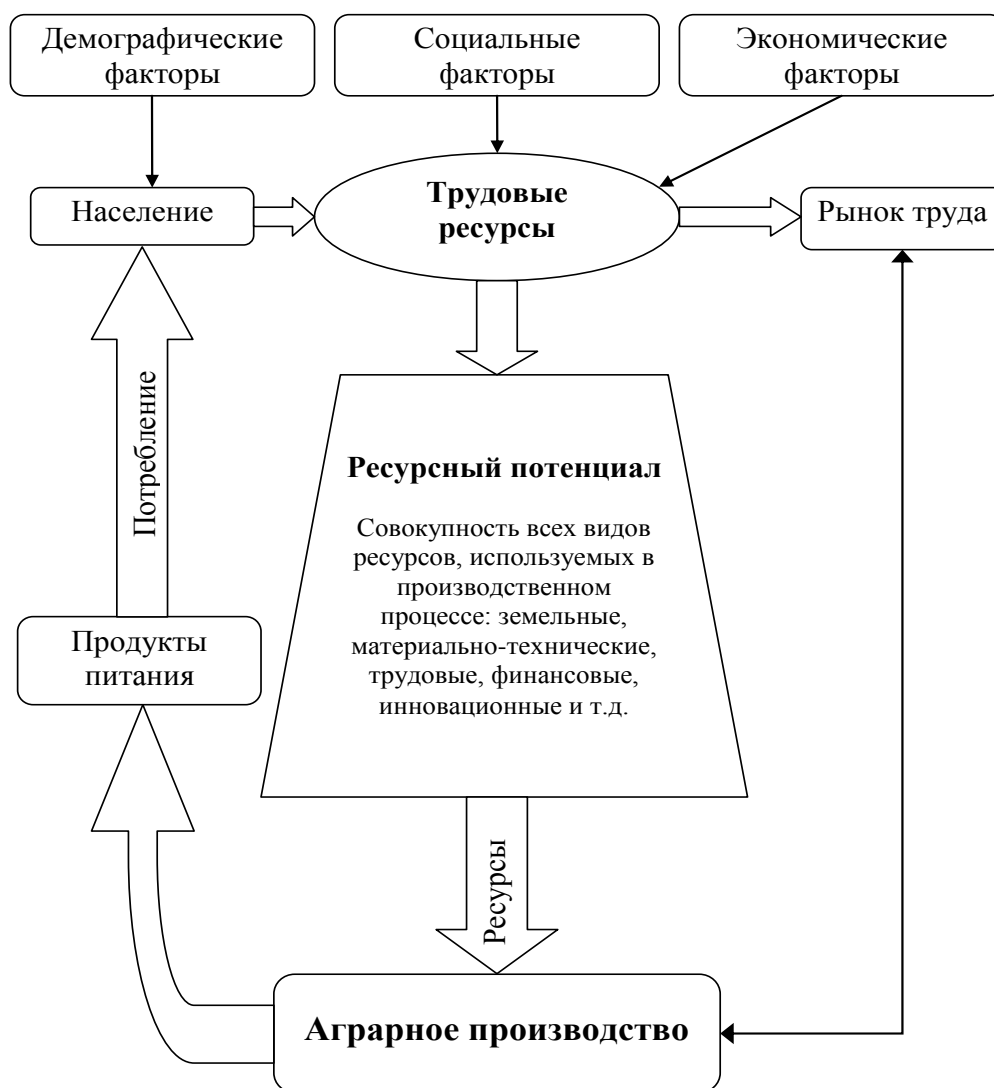 Демографические
факторы
Социальные
факторы
Экономические
факторы
Население
Трудовые
ресурсы
Рынок труда
Потребление
Ресурсный потенциал
Совокупность всех видов
ресурсов, используемых в
производственном
процессе: земельные,
материально-технические,
трудовые, финансовые,
инновационные и т.д.
Продукты
питания
Ресурсы
Аграрное производство